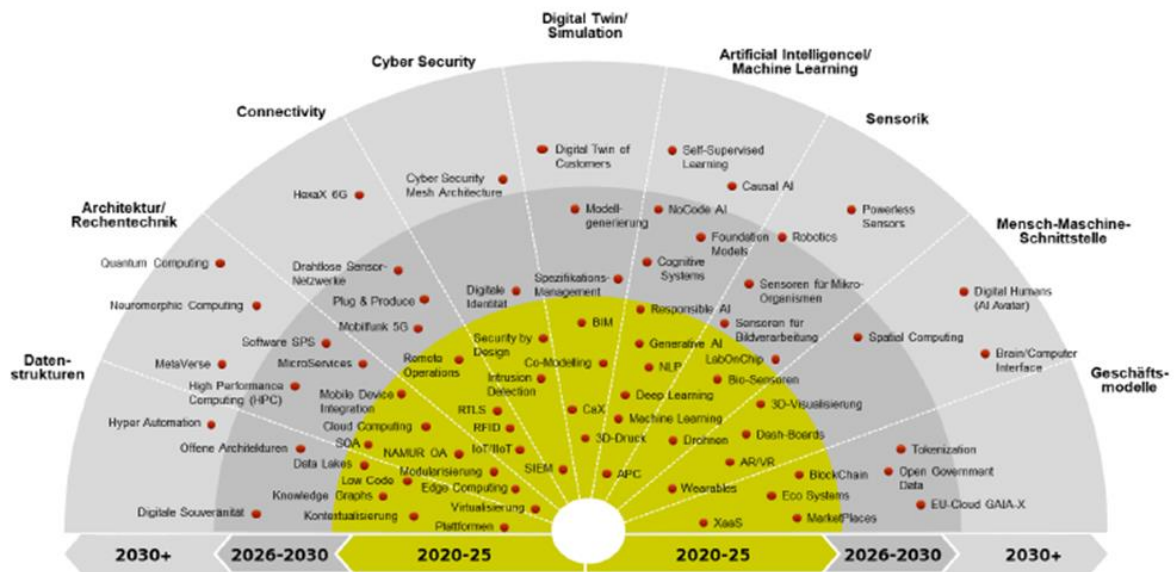 Digital Twin/
Simulation
Artificial Intelligencel/
Machine Learning
Cyber Security
Connectivity
Sensorik
Architektur/
Rechentechnik
Mensch-Maschine-
Schnittstelle
Daten-
strukturen
Geschäfts-
modelle
Digital Twin of
Customers
Self-Supervised
Learning
Cyber Security
Mesh Architecture
Causal AI
HexaX 6G
Modell-
generierung
NoCode AI
Powerless
Sensors
Foundation
Models
Robotics
Quantum Computing
Drahtlose Sensor-
Netzwerke
Cognitive
Systems
Spezifikations-
Management
Digitale
Identität
Sensoren für Mikro-
Organismen
Digital Humans
(AI Avatar)
Neuromorphic Computing
Plug & Produce
Responsible AI
Mobilfunk 5G
BIM
Sensoren für
Bildverarbeitung
Software SPS
Security by
Design
Generative AI
Spatial Computing
Remote
Operations
Co-Modelling
LabOnChip
Brain/Computer
Interface
MetaVerse
MicroServices
NLP
Intrusion
Detection
Bio-Sensoren
High Performance
Computing (HPC)
Mobile Device
Integration
Deep Learning
3D-Visualisierung
RTLS
CaX
Machine Learning
Hyper Automation
Cloud Computing
RFID
3D-Druck
Drohnen
Dash-Boards
Offene Architekturen
SOA
NAMUR OA
IoT/IIoT
Tokenization
Data Lakes
Modularisierung
SIEM
APC
AR/VR
BlockChain
Open Government
Data
Low Code
Edge Computing
Wearables
Knowledge Graphs
Eco Systems
EU-Cloud GAIA-X
Digitale Souveränität
Kontextualisierung
Virtualisierung
Plattformen
XaaS
MarketPlaces
2030+
2026-2030
2020-25
2020-25
2026-2030
2030+